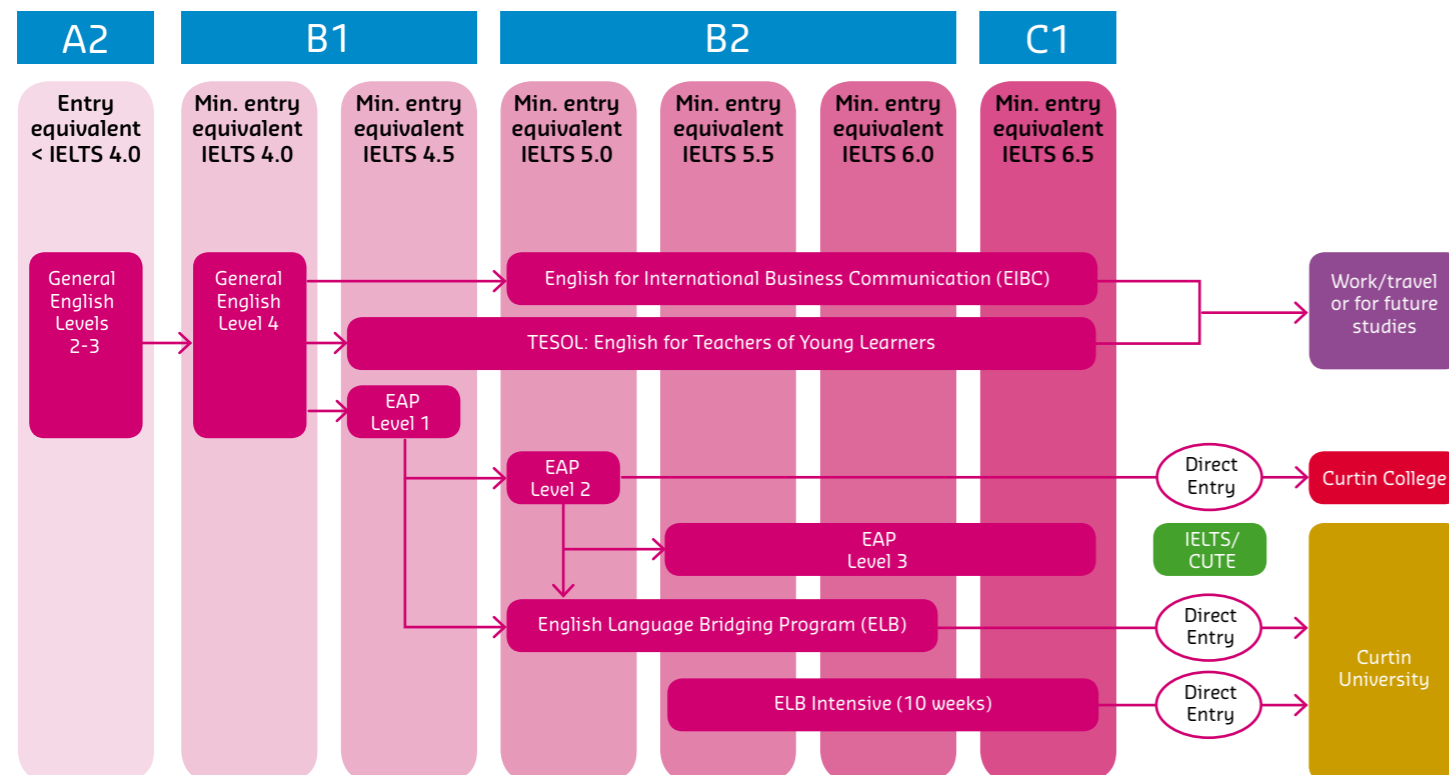 A2
B1
B2
C1
Entry
equivalent
< IELTS 4.0
Min. entry
equivalent
IELTS 4.0
Min. entry
equivalent
IELTS 4.5
Min. entry
equivalent
IELTS 5.0
Min. entry
equivalent
IELTS 5.5
Min. entry
equivalent
IELTS 6.0
Min. entry
equivalent
IELTS 6.5
General
English
Levels
2-3
General
English
Level 4
English for International Business Communication (EIBC)
TESOL: English for Teachers of Young Learners
Work/travel
or for future
studies
EAP
Level 1
EAP
Level 2
Direct
Entry
Curtin College
EAP
Level 3
IELTS/
CUTE
English Language Bridging Program (ELB)
Direct
Entry
Curtin
University
ELB Intensive (10 weeks)
Direct
Entry